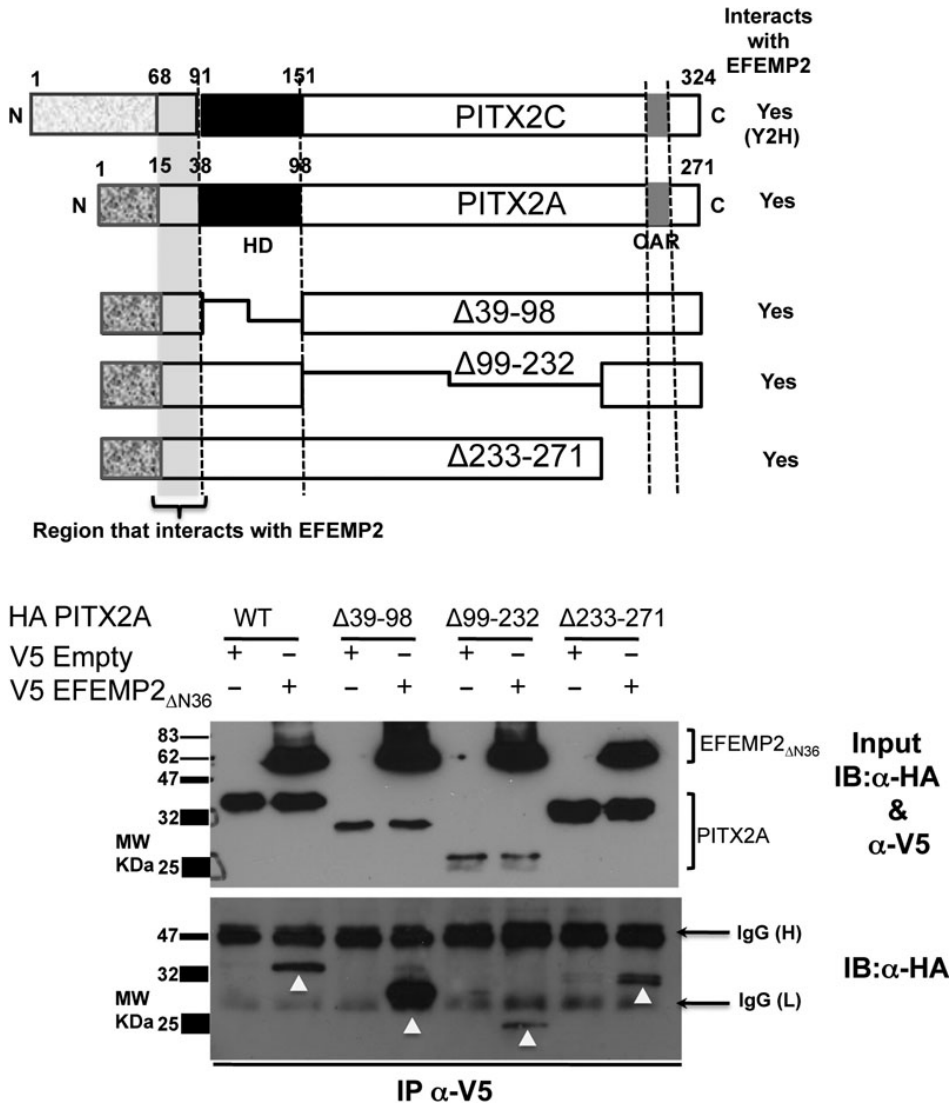 Interacts
with
EFEMP2
1 68 91 151 324
N PITX2C C Yes
(Y2H)
1 15 38 98 271
N PITX2A C Yes
HD OAR
Δ39-98 Yes
Δ99-232 Yes
Δ233-271 Yes
Region that interacts with EFEMP2
HA PITX2A WT Δ39-98 Δ99-232 Δ233-271
V5 Empty + – + – + – + –
V5 EFEMP2ΔN36 – + – + – + – +
83
62
47
32
MW
KDa 25
EFEMP2ΔN36
PITX2A
Input
IB:α-HA
&
α-V5
47
32
MW
KDa 25
IgG (H)
IB:α-HA
IgG (L)
IP α-V5